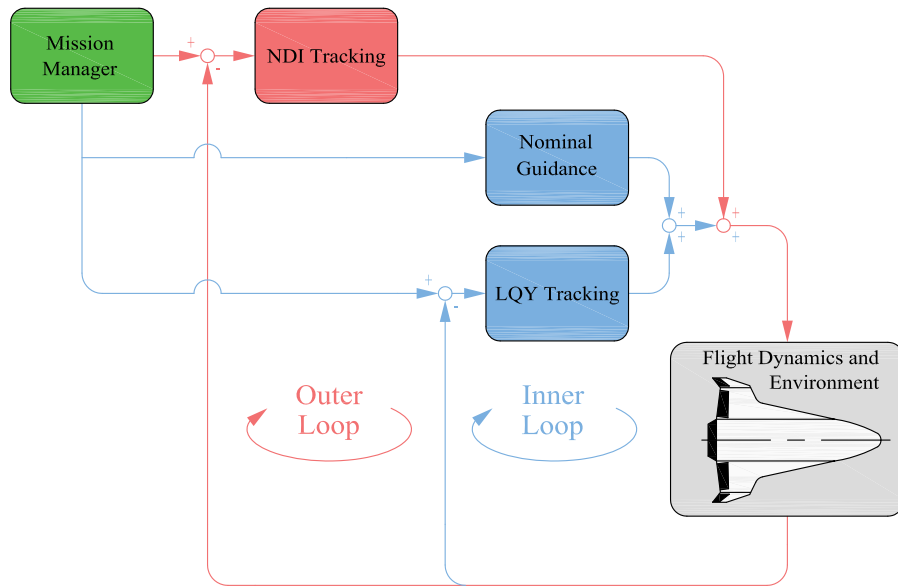 Mission
Manager
+
-
NDI Tracking
Nominal
Guidance
+
+
+
+
+
-
LQY Tracking
Flight Dynamics and
Environment
Outer
Loop
Inner
Loop